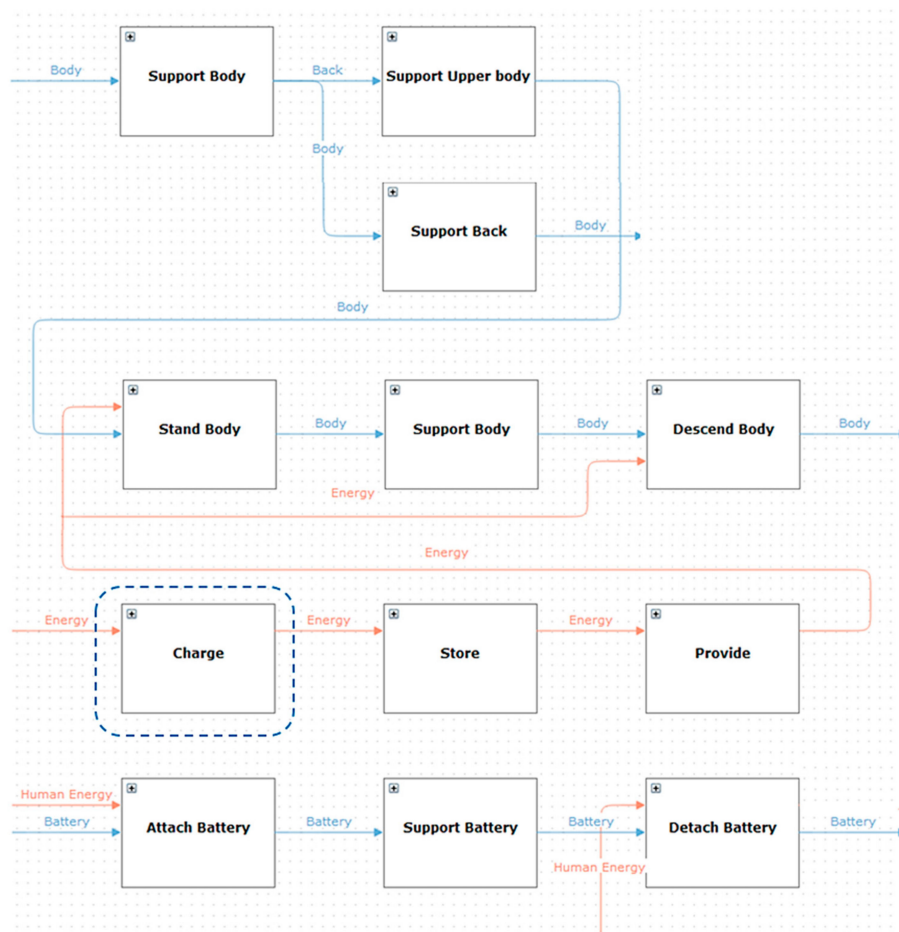 Body
Support Body
Back
Support Upper body
Body
Support Back
Body
Body
Stand Body
Body
Support Body
Body
Descend Body
Body
Energy
Energy
Energy
Charge
Energy
Store
Energy
Provide
Human Energy
Battery
Attach Battery
Battery
Support Battery
Battery
Detach Battery
Battery
Human Energy